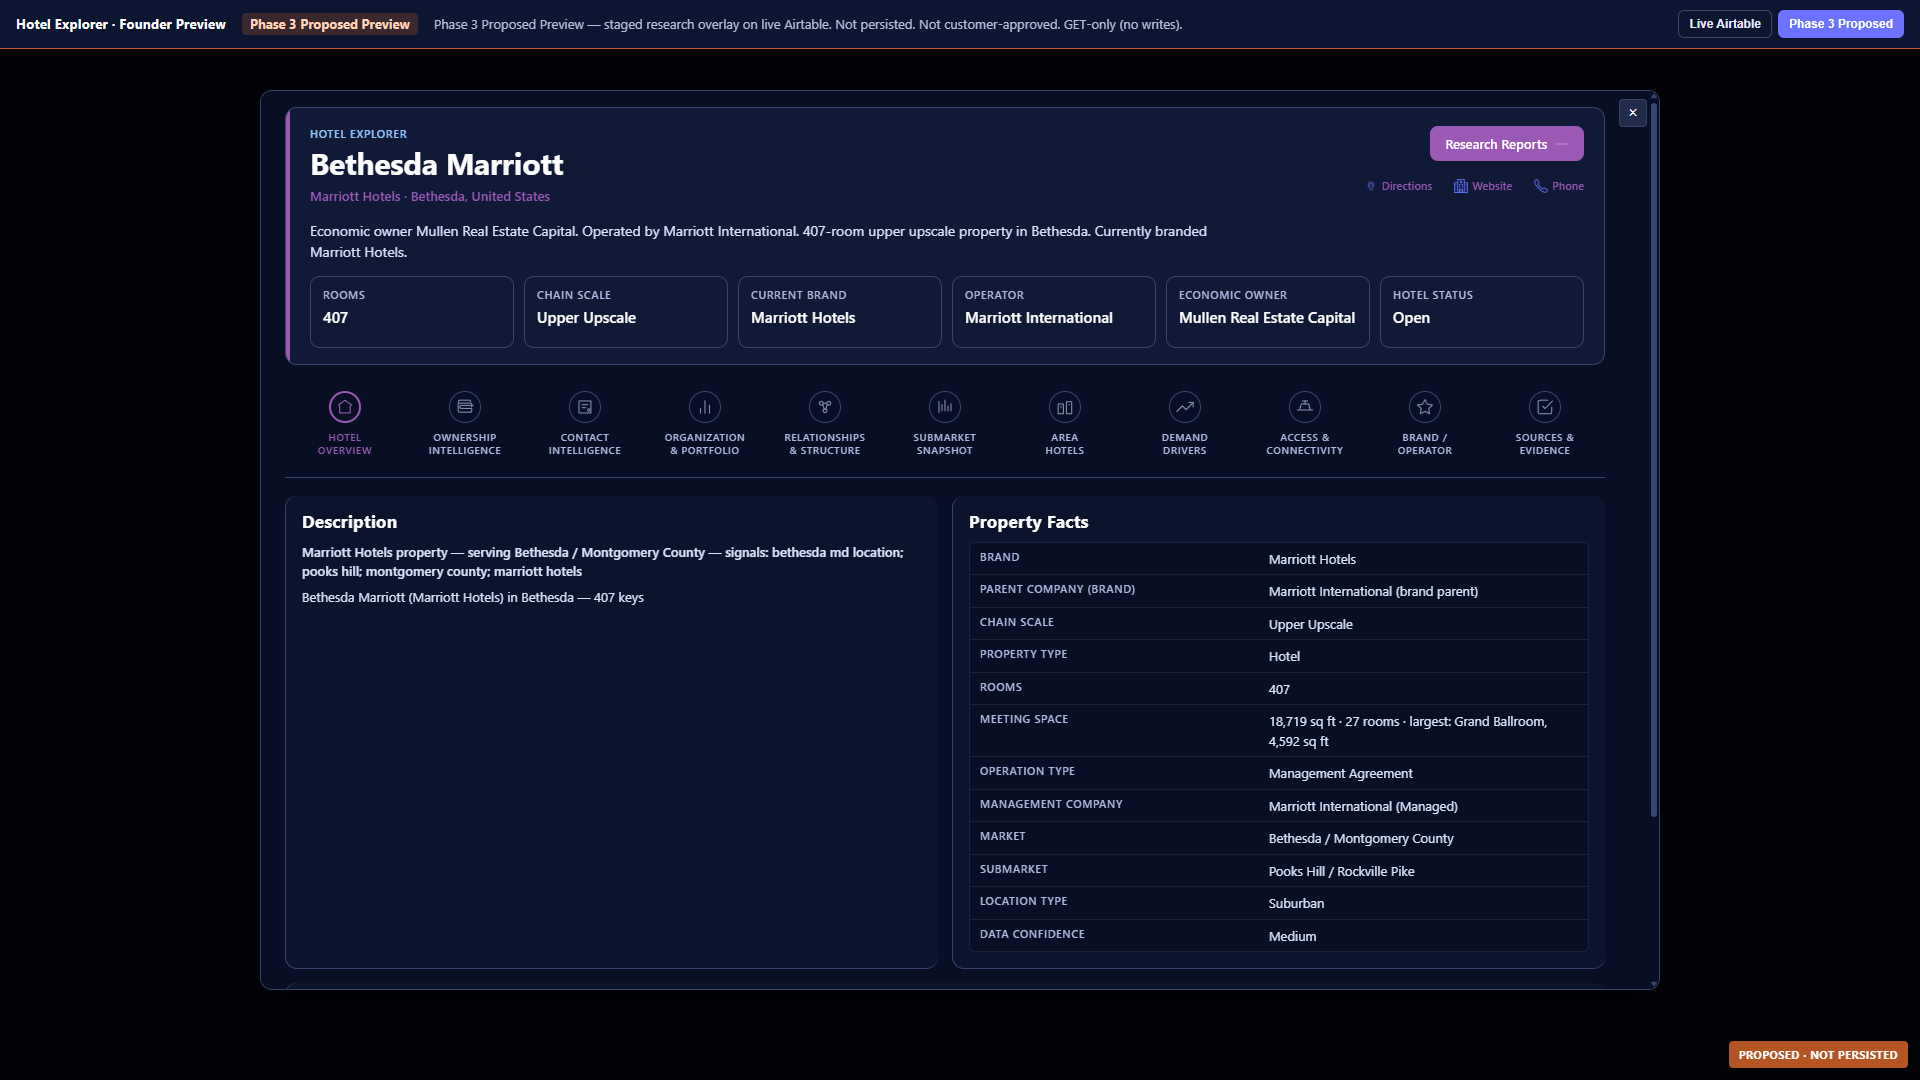 Hotel Explorer · Founder Preview
Phase 3 Proposed Preview
Phase 3 Proposed Preview — staged research overlay on live Airtable. Not persisted. Not customer-approved. GET-only (no writes).
Live Airtable
Phase 3 Proposed
×
HOTEL EXPLORER
Bethesda Marriott
Marriott Hotels · Bethesda, United States
Research Reports —
Directions
Website
Phone
Economic owner Mullen Real Estate Capital. Operated by Marriott International. 407-room upper upscale property in Bethesda. Currently branded
Marriott Hotels.
ROOMS
407
CHAIN SCALE
Upper Upscale
CURRENT BRAND
Marriott Hotels
OPERATOR
Marriott International
ECONOMIC OWNER
Mullen Real Estate Capital
HOTEL STATUS
Open
HOTEL
OVERVIEW
OWNERSHIP
INTELLIGENCE
CONTACT
INTELLIGENCE
ORGANIZATION
& PORTFOLIO
RELATIONSHIPS
& STRUCTURE
SUBMARKET
SNAPSHOT
AREA
HOTELS
DEMAND
DRIVERS
ACCESS &
CONNECTIVITY
BRAND /
OPERATOR
SOURCES &
EVIDENCE
Description
Marriott Hotels property — serving Bethesda / Montgomery County — signals: bethesda md location;
pooks hill; montgomery county; marriott hotels
Bethesda Marriott (Marriott Hotels) in Bethesda — 407 keys
Property Facts
BRAND
Marriott Hotels
PARENT COMPANY (BRAND)
Marriott International (brand parent)
CHAIN SCALE
Upper Upscale
PROPERTY TYPE
Hotel
ROOMS
407
MEETING SPACE
18,719 sq ft · 27 rooms · largest: Grand Ballroom,
4,592 sq ft
OPERATION TYPE
Management Agreement
MANAGEMENT COMPANY
Marriott International (Managed)
MARKET
Bethesda / Montgomery County
SUBMARKET
Pooks Hill / Rockville Pike
LOCATION TYPE
Suburban
DATA CONFIDENCE
Medium
PROPOSED · NOT PERSISTED